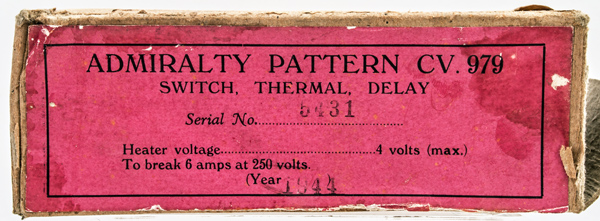 ADMIRALTY PATTERN CV. 979
SWITCH, THERMAL, DELAY
Serial No. 5431
Heater voltage........................................4 volts (max.)
To break 6 amps at 250 volts.
(Year 1944